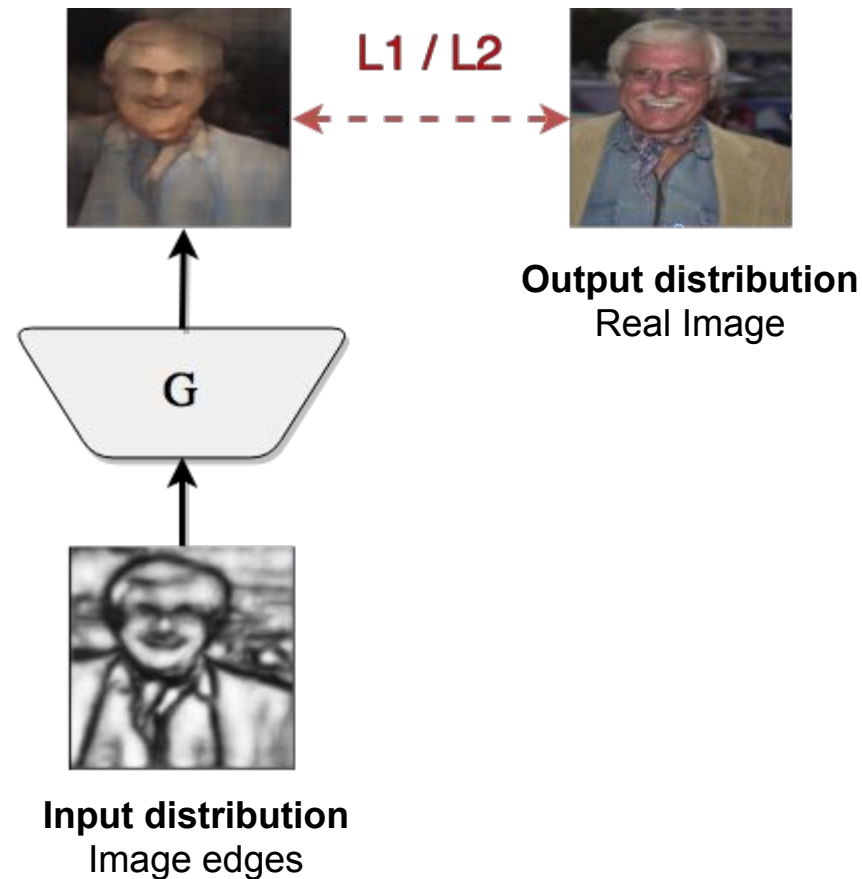 L1 / L2
Output distribution
Real Image
G
Input distribution
Image edges